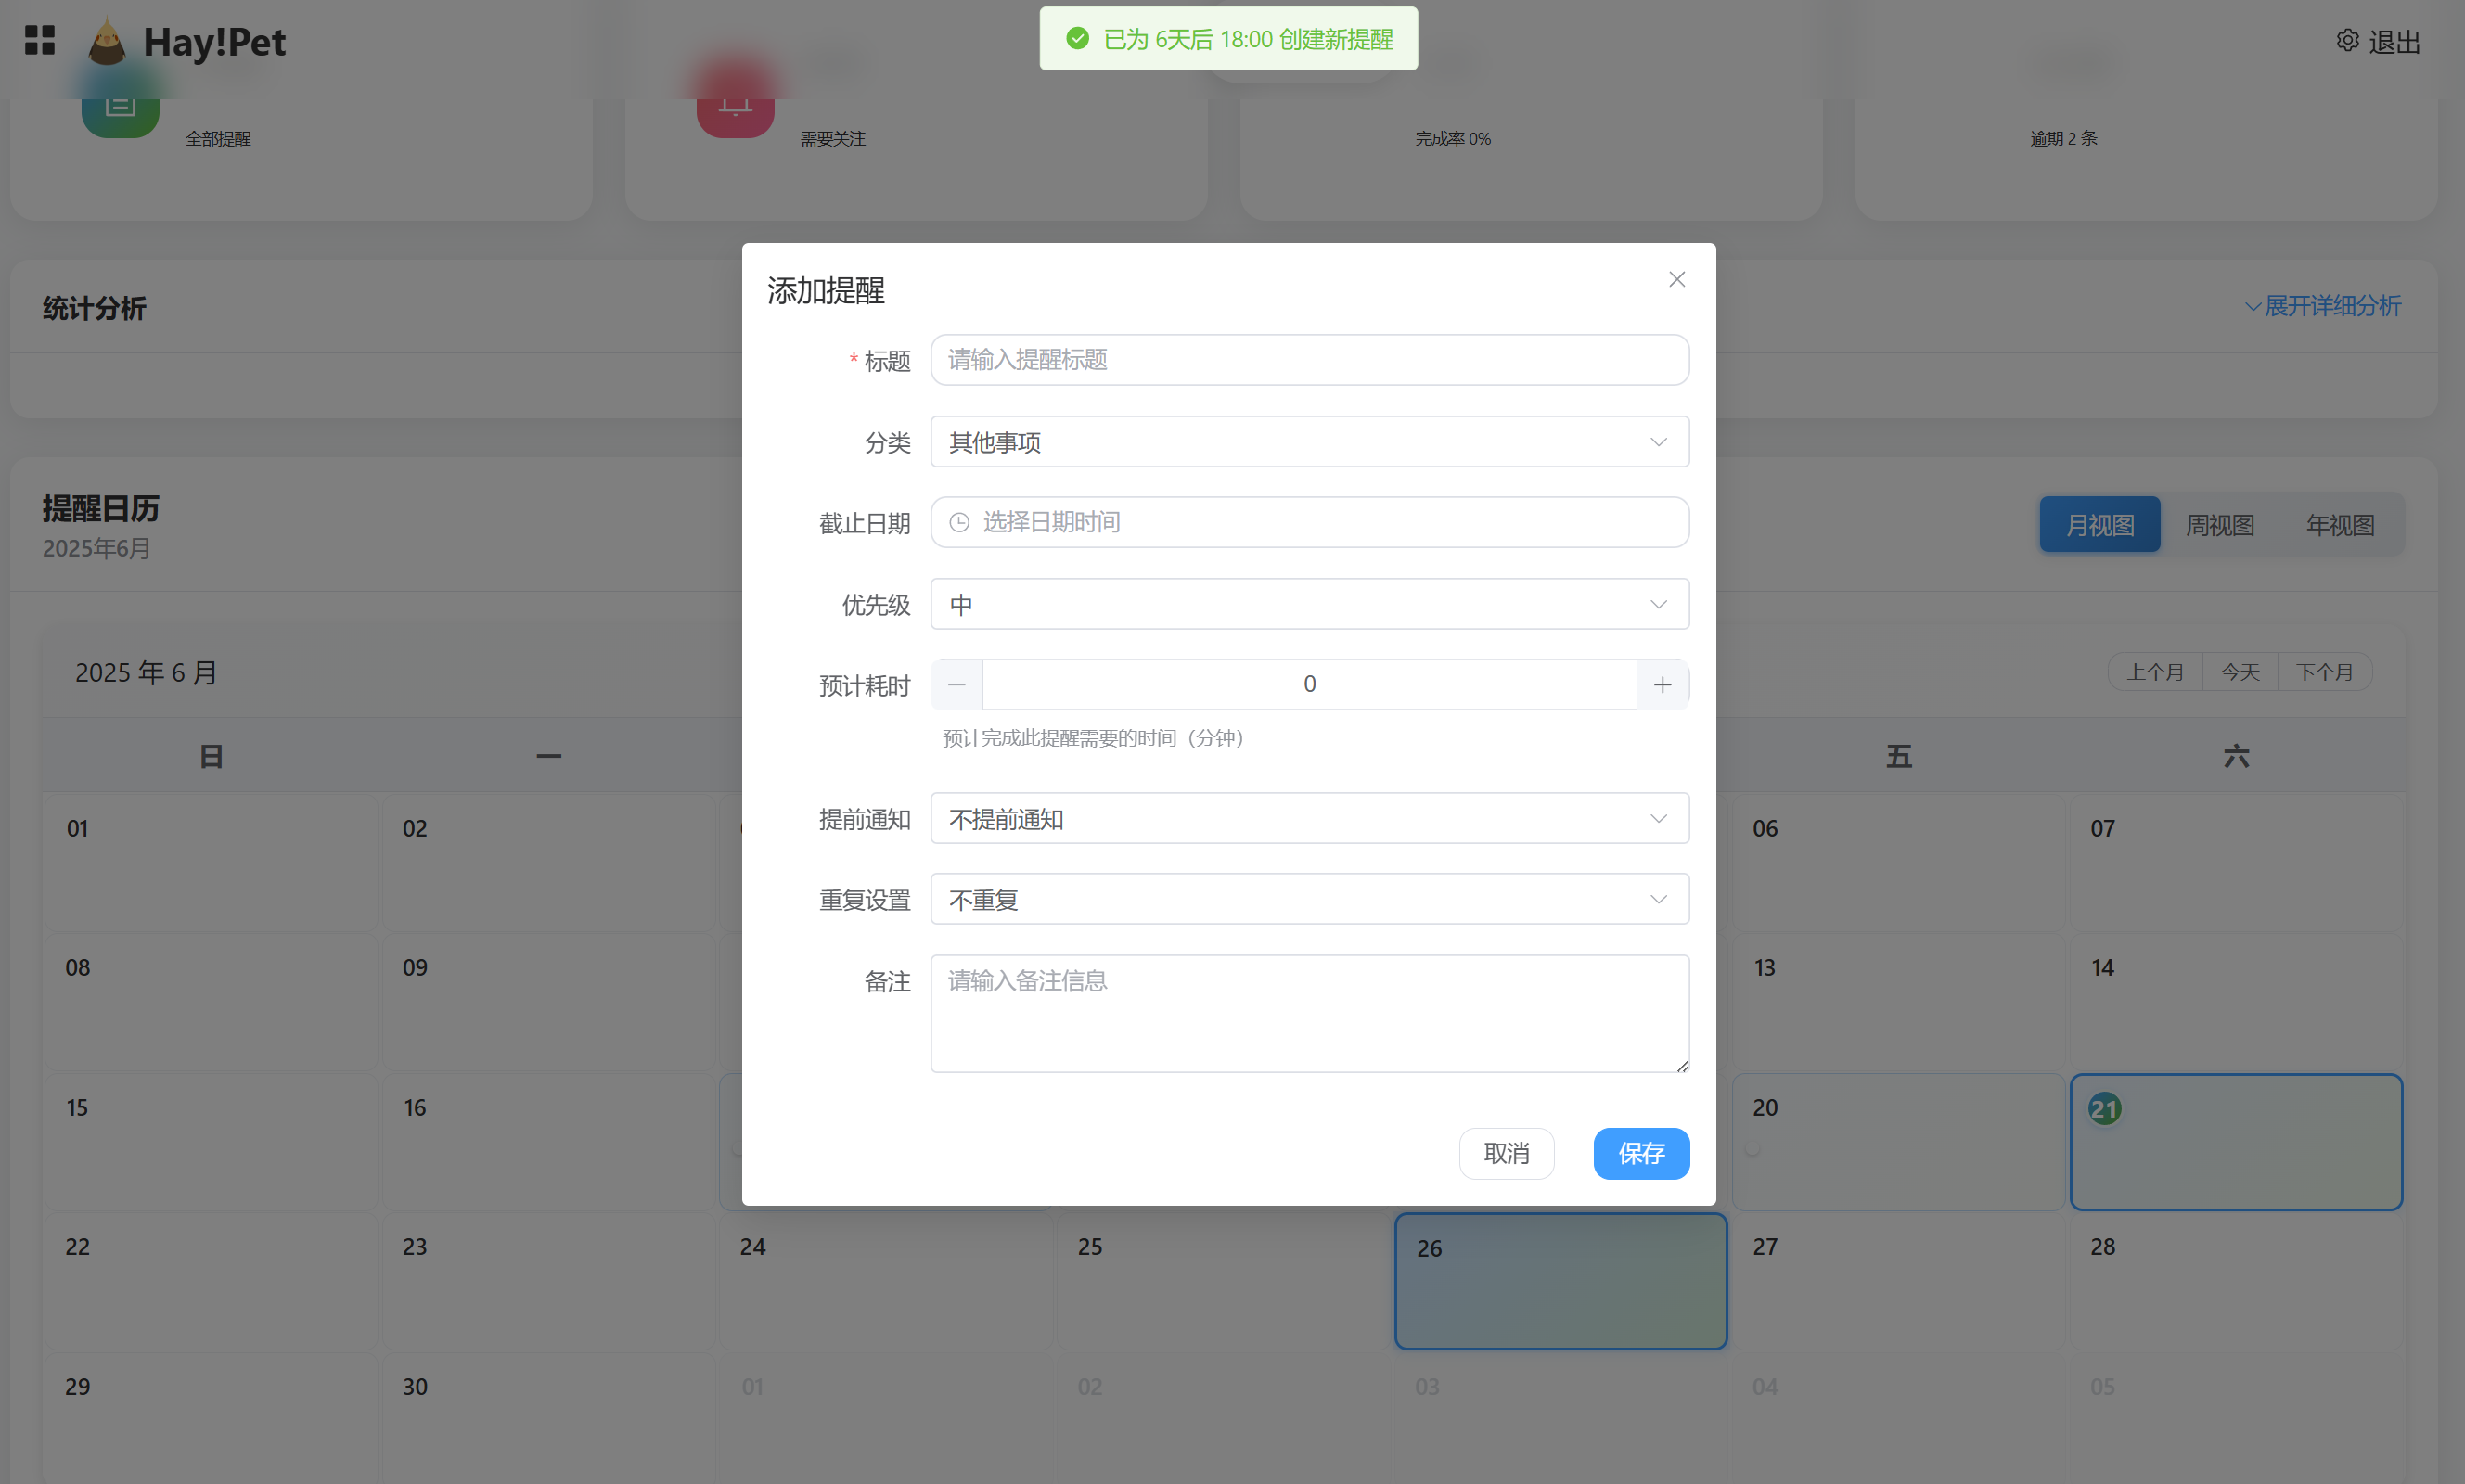 Hay!Pet
已为 6天后 18:00 创建新提醒
退出
全部提醒
需要关注
完成率 0%
逾期 2 条
统计分析
展开详细分析
提醒日历
2025年6月
月视图 周视图 年视图
2025 年 6 月
上个月 今天 下个月
日 一 五 六
01 02 06 07
08 09 13 14
15 16 20 21
22 23 24 25 26 27 28
29 30 01 02 03 04 05
添加提醒
* 标题 请输入提醒标题
分类 其他事项
截止日期 选择日期时间
优先级 中
预计耗时 0
预计完成此提醒需要的时间（分钟）
提前通知 不提前通知
重复设置 不重复
备注 请输入备注信息
取消 保存